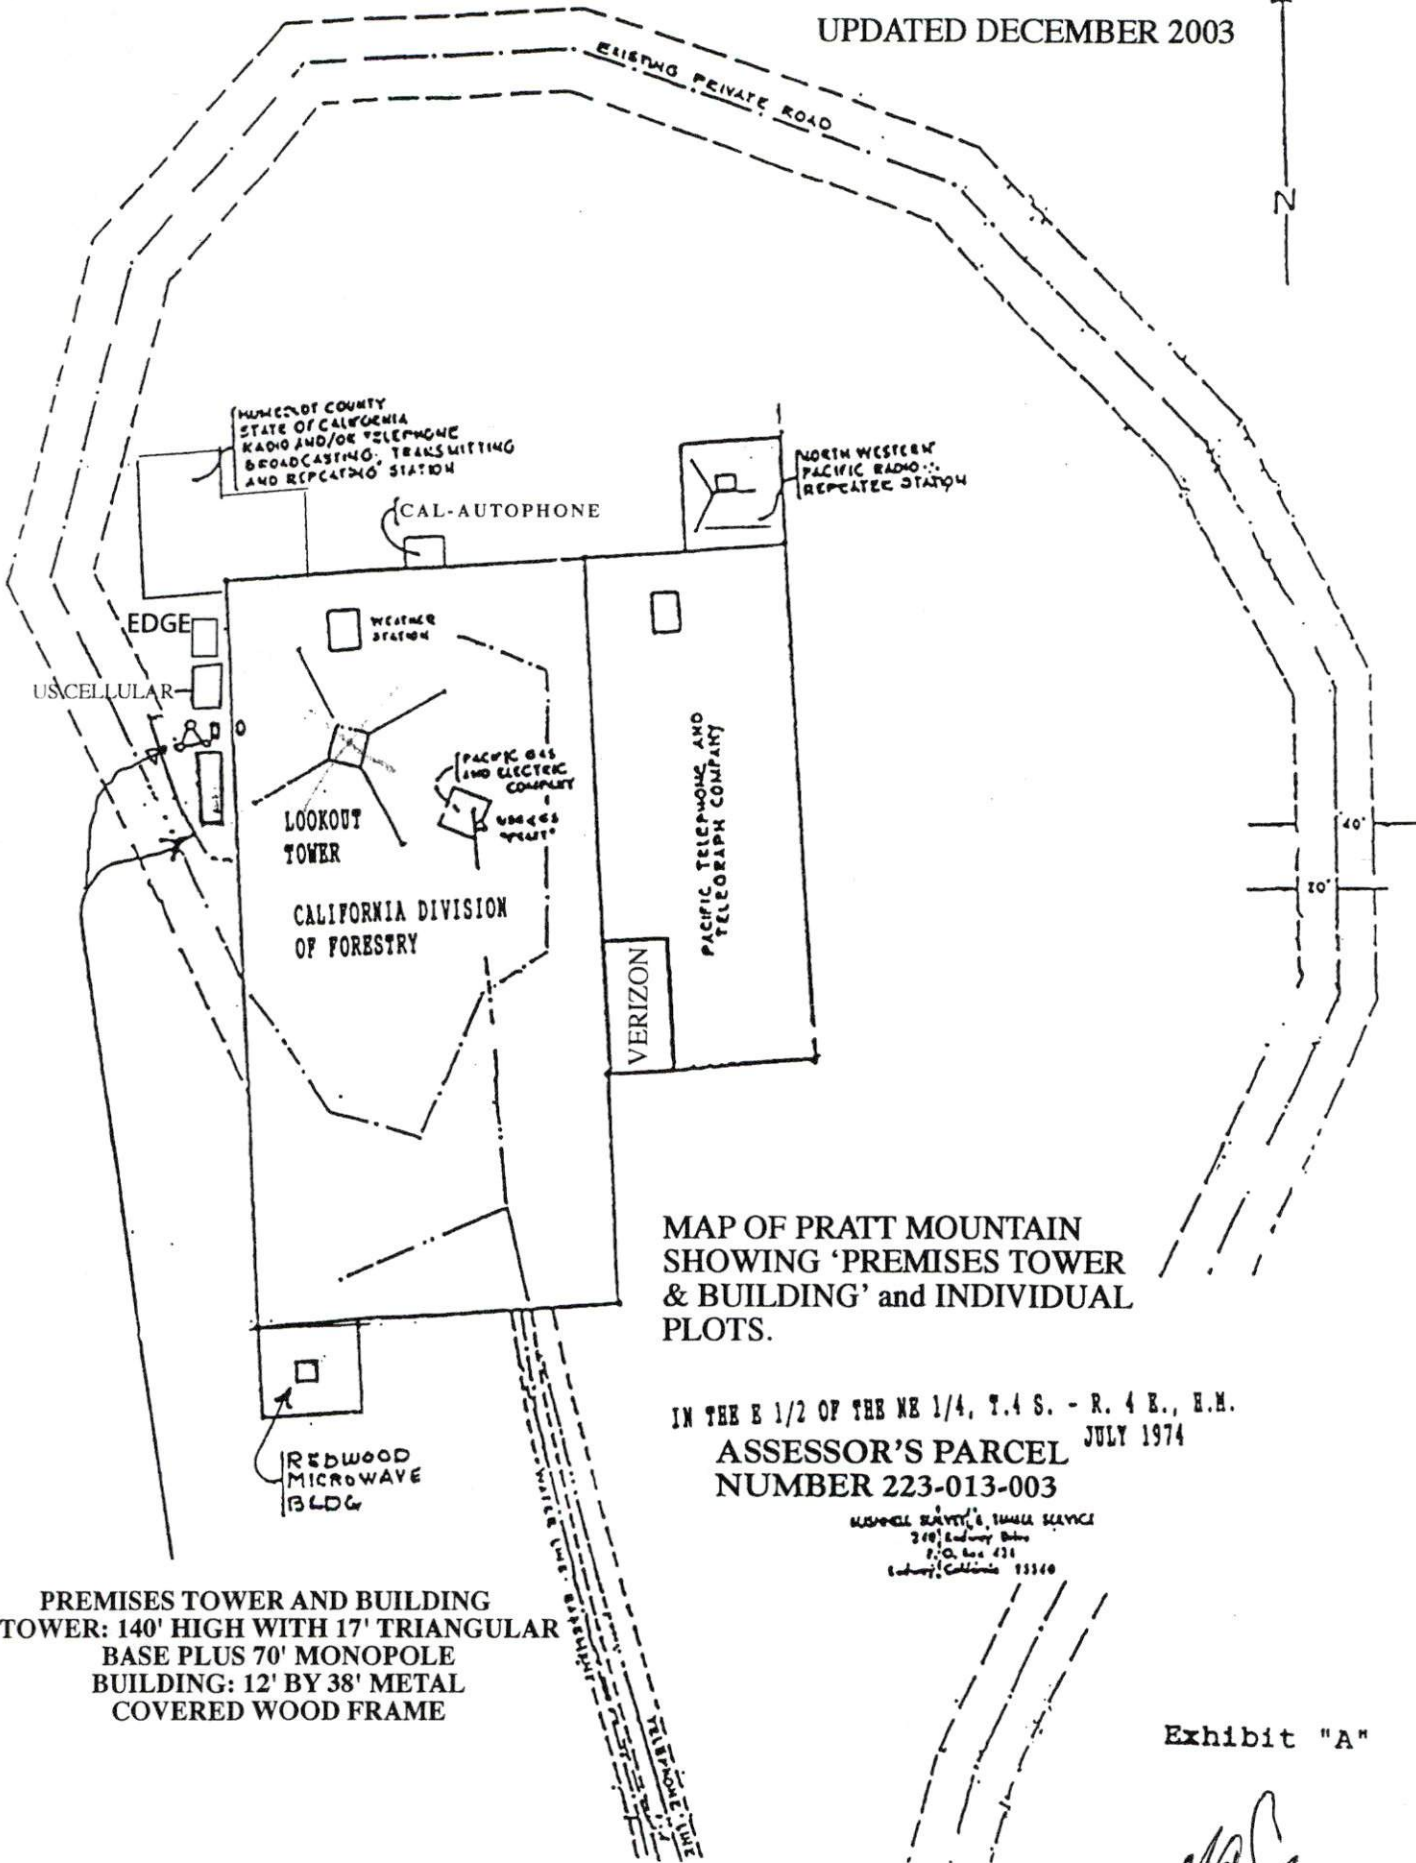 UPDATED DECEMBER 2003
N
EXISTING PRIVATE ROAD
HUMBOLDT COUNTY
STATE OF CALIFORNIA
RADIO AND/OR TELEPHONE
BROADCASTING, TRANSMITTING
AND REPEATING STATION
CAL-AUTOPHONE
NORTH WESTERN
PACIFIC RADIO
REPEATER STATION
EDGE
WEATHER
STATION
US CELLULAR
PACIFIC GAS
AND ELECTRIC
COMPANY
LOOKOUT
TOWER
PACIFIC TELEPHONE AND
TELEGRAPH COMPANY
40'
20'
CALIFORNIA DIVISION
OF FORESTRY
VERIZON
MAP OF PRATT MOUNTAIN
SHOWING ‘PREMISES TOWER
& BUILDING’ and INDIVIDUAL
PLOTS.
IN THE E 1/2 OF THE NE 1/4, T.4 S. - R. 4 E., H.M.
JULY 1974
ASSESSOR'S PARCEL
NUMBER 223-013-003
P.O. Box
REDWOOD
MICROWAVE
BLDG
WATER LINE EASEMENT
TELEPHONE LINE
PREMISES TOWER AND BUILDING
TOWER: 140' HIGH WITH 17' TRIANGULAR
BASE PLUS 70' MONOPOLE
BUILDING: 12' BY 38' METAL
COVERED WOOD FRAME
Exhibit "A"